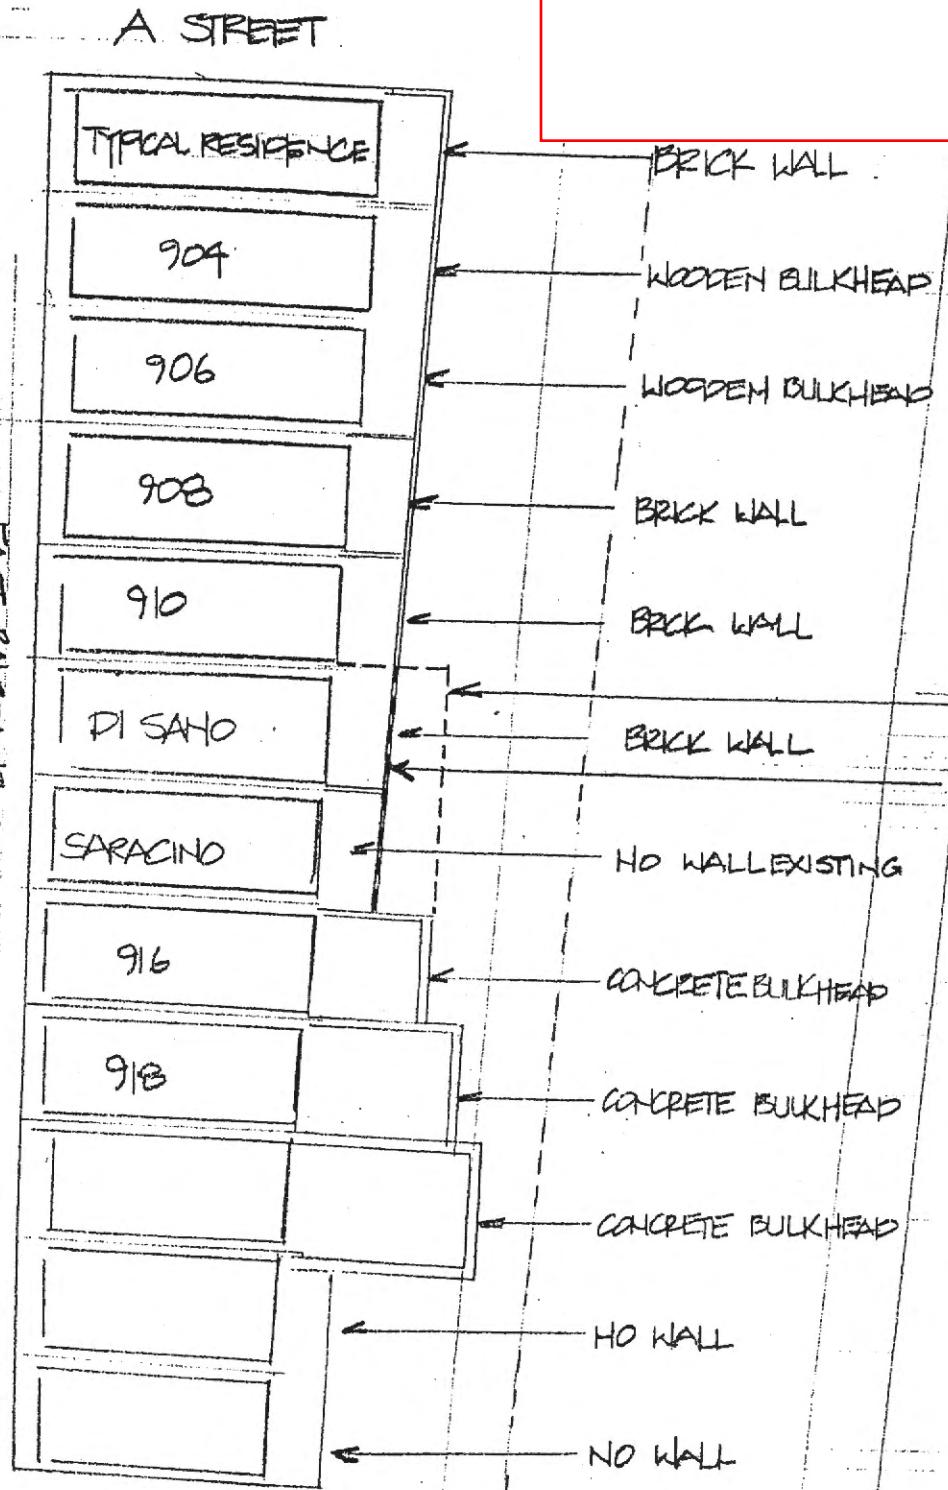 A STREET
TYPICAL RESIDENCE
BRICK WALL
904
WOODEN BULKHEAD
906
WOODEN BULKHEAD
908
BRICK WALL
910
BRICK WALL
DI SANO
BRICK WALL
SARACINO
NO WALL EXISTING
916
CONCRETE BULKHEAD
918
CONCRETE BULKHEAD
CONCRETE BULKHEAD
NO WALL
NO WALL